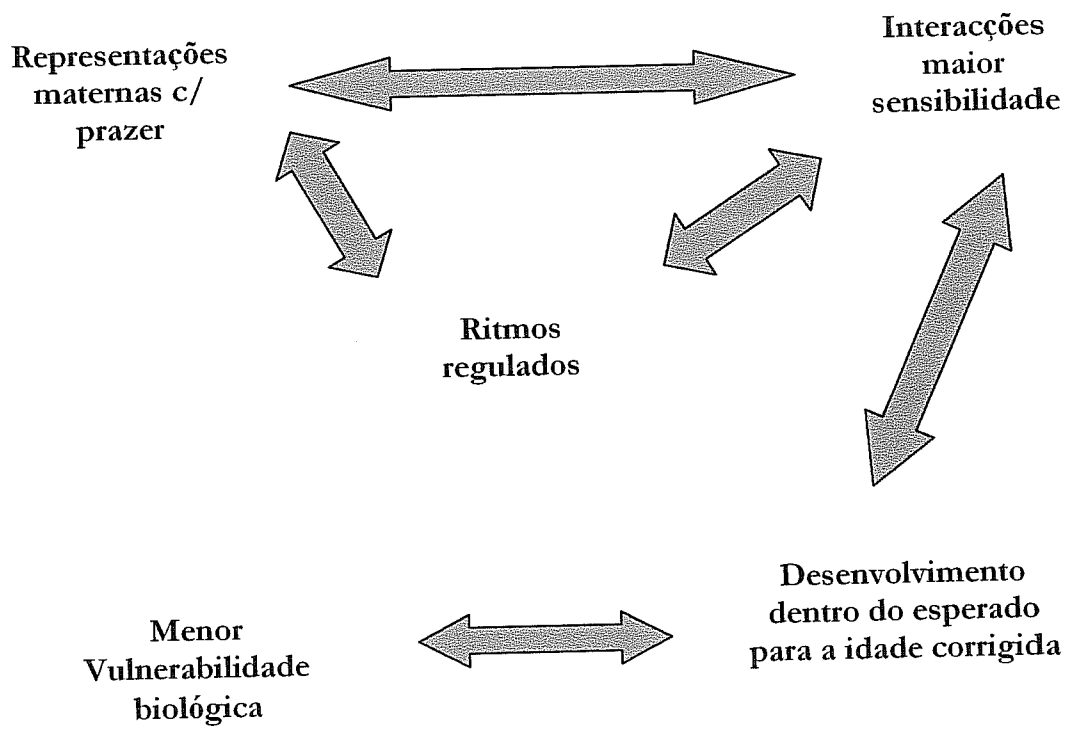 Representações
maternas c/
prazer
Interacções
maior
sensibilidade
Ritmos
regulados
Menor
Vulnerabilidade
biológica
Desenvolvimento
dentro do esperado
para a idade corrigida